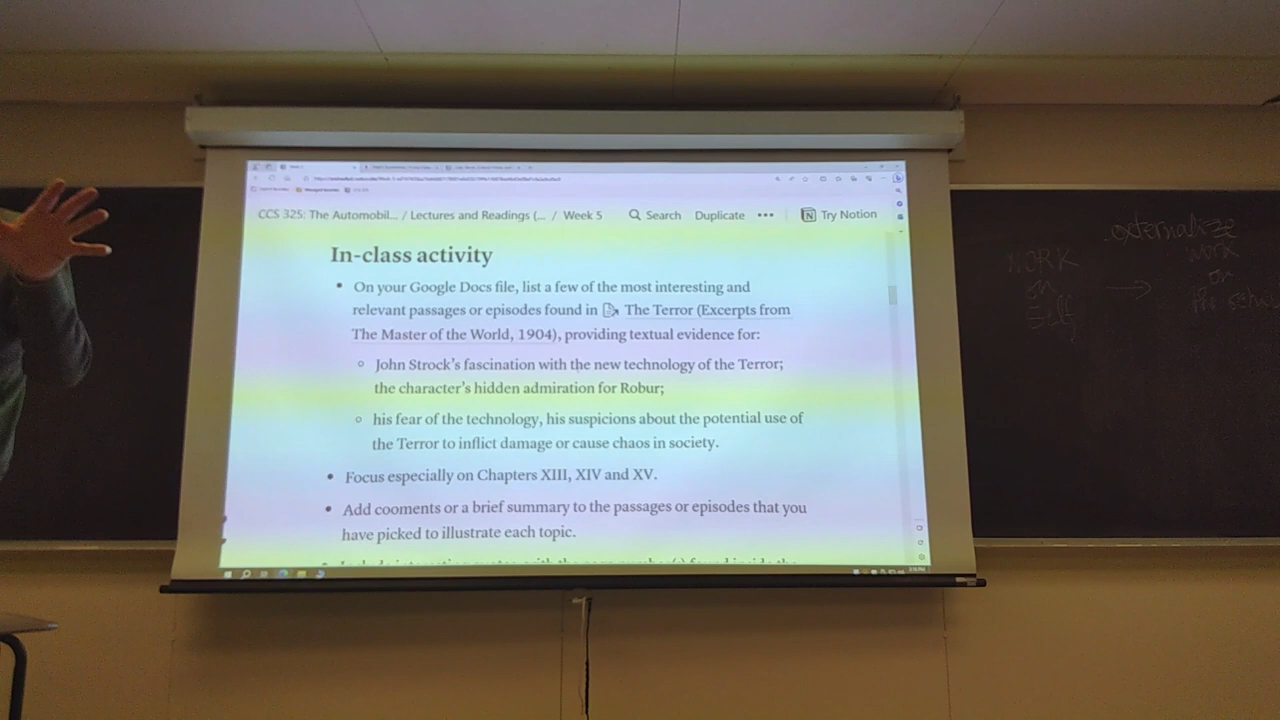 CCS 325: The Automobil... / Lectures and Readings (... / Week 5 Search Duplicate ••• Try Notion
In-class activity
• On your Google Docs file, list a few of the most interesting and
relevant passages or episodes found in The Terror (Excerpts from
The Master of the World, 1904), providing textual evidence for:
○ John Strock's fascination with the new technology of the Terror;
the character's hidden admiration for Robur;
○ his fear of the technology, his suspicions about the potential use of
the Terror to inflict damage or cause chaos in society.
• Focus especially on Chapters XIII, XIV and XV.
• Add cooments or a brief summary to the passages or episodes that you
have picked to illustrate each topic.
WORK
on
self
→
externalize
work
on
the